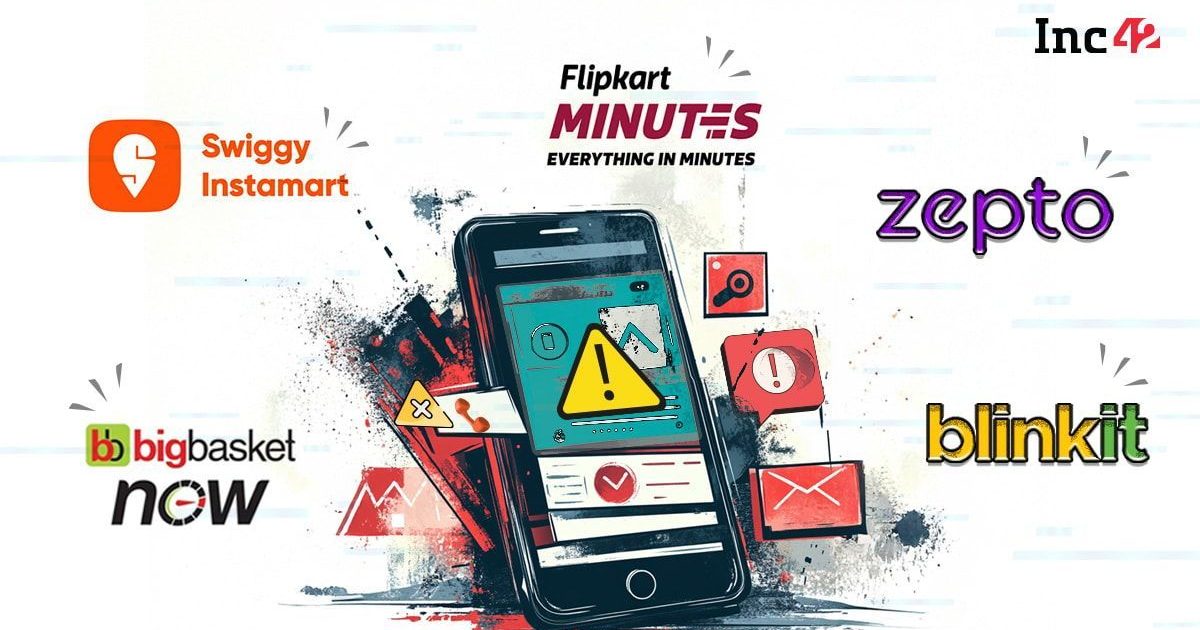 Inc42
Flipkart
MINUTES
EVERYTHING IN MINUTES
Swiggy
Instamart
zepto
bigbasket
now
blinkit